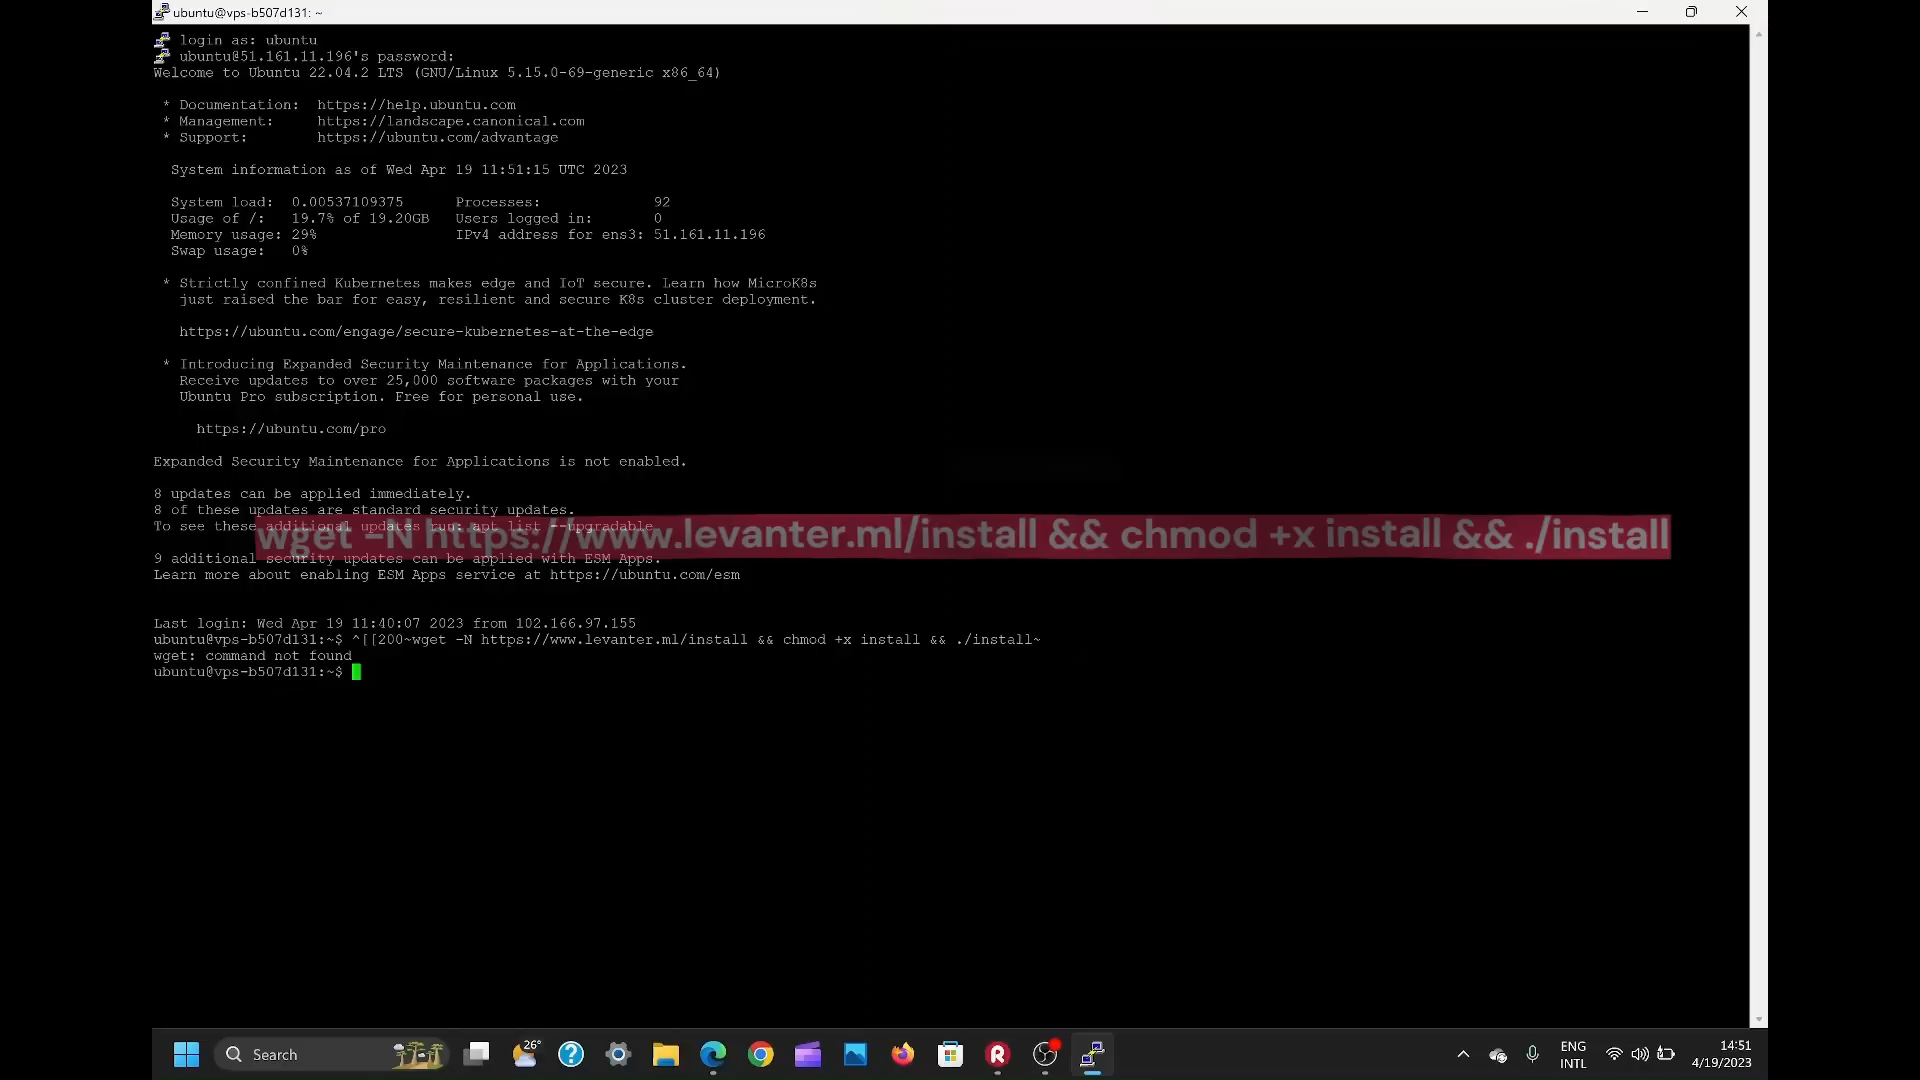 ubuntu@vps-b507d131: ~
login as: ubuntu
ubuntu@51.161.11.196's password:
Welcome to Ubuntu 22.04.2 LTS (GNU/Linux 5.15.0-69-generic x86_64)
* Documentation:  https://help.ubuntu.com
* Management:     https://landscape.canonical.com
* Support:        https://ubuntu.com/advantage
System information as of Wed Apr 19 11:51:15 UTC 2023
System load:  0.00537109375      Processes:             92
Usage of /:   19.7% of 19.20GB   Users logged in:       0
Memory usage: 29%                IPv4 address for ens3: 51.161.11.196
Swap usage:   0%
* Strictly confined Kubernetes makes edge and IoT secure. Learn how MicroK8s
just raised the bar for easy, resilient and secure K8s cluster deployment.
https://ubuntu.com/engage/secure-kubernetes-at-the-edge
* Introducing Expanded Security Maintenance for Applications.
Receive updates to over 25,000 software packages with your
Ubuntu Pro subscription. Free for personal use.
https://ubuntu.com/pro
Expanded Security Maintenance for Applications is not enabled.
8 updates can be applied immediately.
8 of these updates are standard security updates.
To see these additional updates run: apt list --upgradable
wget -N https://www.levanter.ml/install && chmod +x install && ./install
9 additional security updates can be applied with ESM Apps.
Learn more about enabling ESM Apps service at https://ubuntu.com/esm
Last login: Wed Apr 19 11:40:07 2023 from 102.166.97.155
ubuntu@vps-b507d131:~$ ^[[200~wget -N https://www.levanter.ml/install && chmod +x install && ./install~
wget: command not found
ubuntu@vps-b507d131:~$
Search
26°
ENG
INTL
14:51
4/19/2023